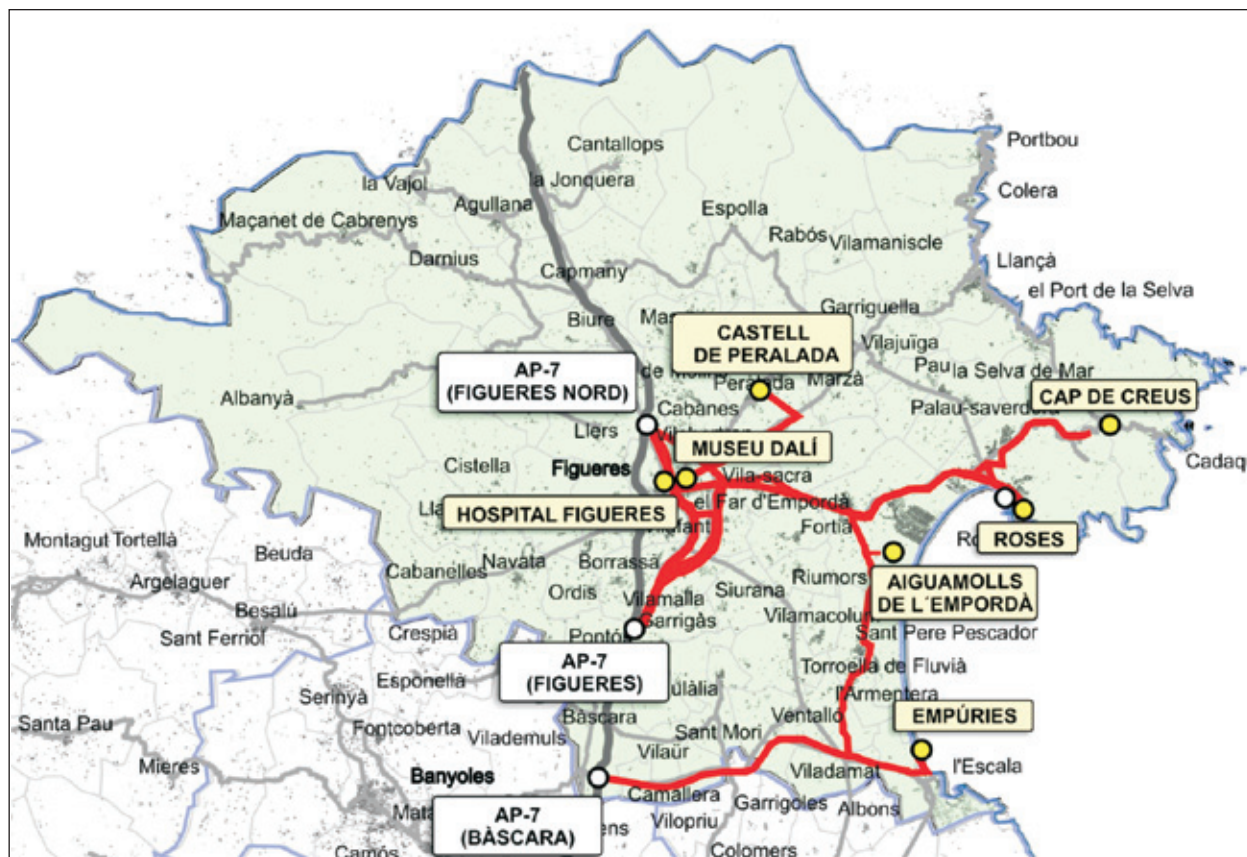 Portbou
Cantallops
Colera
la Vajol
la Jonquera
Agullana
Maçanet de Cabrenys
Espolla
Rabós
Vilamaniscle
Darnius
Llançà
Capmany
el Port de la Selva
Garriguella
Biure
CASTELL
DE PERALADA
Vilajuïga
AP-7
(FIGUERES NORD)
Pau
la Selva de Mar
Peralada
Marzà
Albanyà
CAP DE CREUS
Cabanes
Palau-saverdera
Llers
MUSEU DALÍ
Cistella
Figueres
Vila-sacra
HOSPITAL FIGUERES
el Far d'Empordà
Fortià
ROSES
Montagut
Tortellà
Beuda
Navata
Borrassà
Cabanelles
Argelaguer
Riumors
AIGUAMOLLS
DE L´EMPORDÀ
Siurana
Ordis
Vilamalla
Besalú
Garrigàs
Sant Ferriol
Crespià
Sant Pere Pescador
AP-7
(FIGUERES)
Torroella de Fluvià
Esponellà
Serinyà
l'Armentera
EMPÚRIES
Bàscara
Ventalló
Santa Pau
Fontcoberta
Vilademuls
Sant Mori
Vilaür
l'Escala
Mieres
Banyoles
Viladamat
Camallera
Garrigoles
Albons
AP-7
(BÀSCARA)
Vilopriu
Camós
Colomers